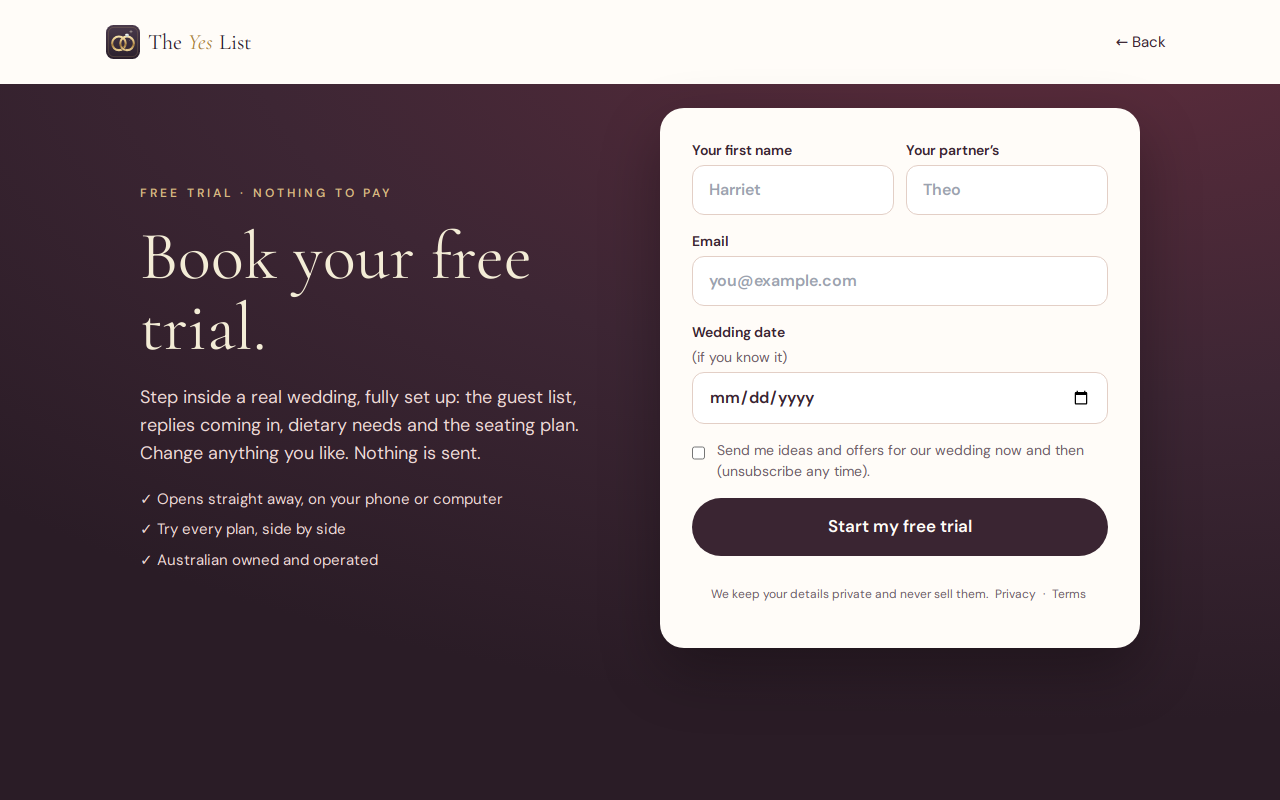 The Yes List
← Back
FREE TRIAL · NOTHING TO PAY
Book your free
trial.
Step inside a real wedding, fully set up: the guest list,
replies coming in, dietary needs and the seating plan.
Change anything you like. Nothing is sent.
✓ Opens straight away, on your phone or computer
✓ Try every plan, side by side
✓ Australian owned and operated
Your first name
Harriet
Your partner’s
Theo
Email
you@example.com
Wedding date
(if you know it)
mm/dd/yyyy
Send me ideas and offers for our wedding now and then
(unsubscribe any time).
Start my free trial
We keep your details private and never sell them. Privacy · Terms